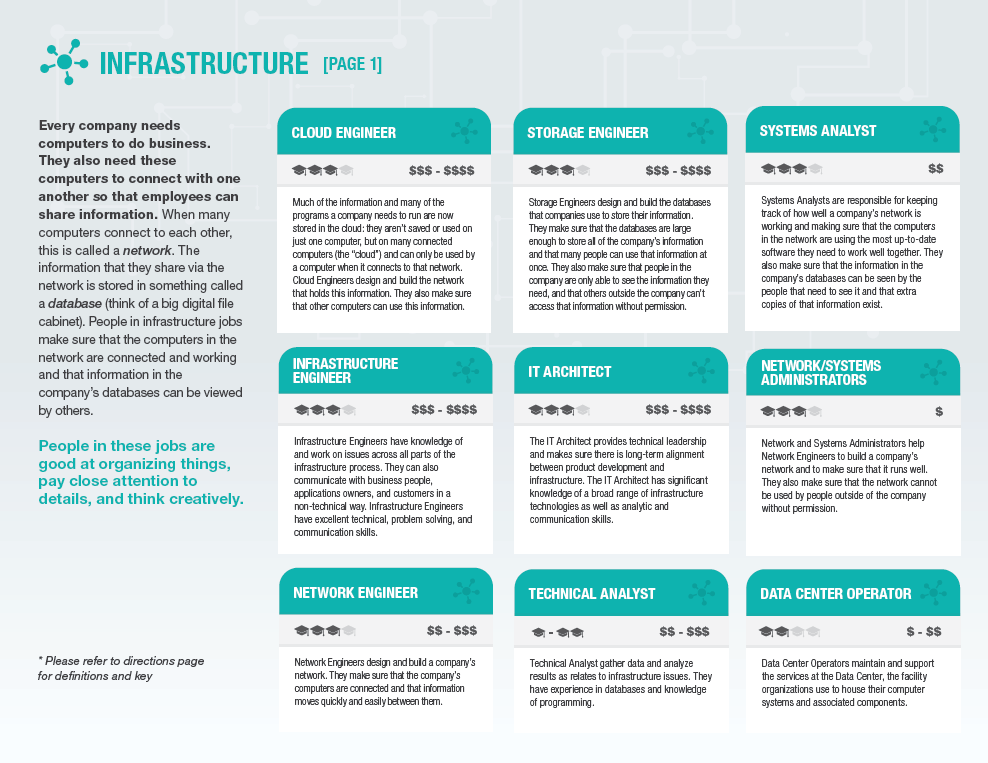 INFRASTRUCTURE [PAGE 1]
Every company needs
computers to do business.
They also need these
computers to connect with one
another so that employees can
share information. When many
computers connect to each other,
this is called a network. The
information that they share via the
network is stored in something called
a database (think of a big digital file
cabinet). People in infrastructure jobs
make sure that the computers in the
network are connected and working
and that information in the
company's databases can be viewed
by others.
People in these jobs are
good at organizing things,
pay close attention to
details, and think creatively.
* Please refer to directions page
for definitions and key
CLOUD ENGINEER
$$$ - $$$$
Much of the information and many of the
programs a company needs to run are now
stored in the cloud: they aren't saved or used on
just one computer, but on many connected
computers (the “cloud”) and can only be used by
a computer when it connects to that network.
Cloud Engineers design and build the network
that holds this information. They also make sure
that other computers can use this information.
STORAGE ENGINEER
$$$ - $$$$
Storage Engineers design and build the databases
that companies use to store their information.
They make sure that the databases are large
enough to store all of the company's information
and that many people can use that information at
once. They also make sure that people in the
company are only able to see the information they
need, and that others outside the company can't
access that information without permission.
SYSTEMS ANALYST
$$
Systems Analysts are responsible for keeping
track of how well a company's network is
working and making sure that the computers
in the network are using the most up-to-date
software they need to work well together. They
also make sure that the information in the
company's databases can be seen by the
people that need to see it and that extra
copies of that information exist.
INFRASTRUCTURE
ENGINEER
$$$ - $$$$
Infrastructure Engineers have knowledge of
and work on issues across all parts of the
infrastructure process. They can also
communicate with business people,
applications owners, and customers in a
non-technical way. Infrastructure Engineers
have excellent technical, problem solving, and
communication skills.
IT ARCHITECT
$$$ - $$$$
The IT Architect provides technical leadership
and makes sure there is long-term alignment
between product development and
infrastructure. The IT Architect has significant
knowledge of a broad range of infrastructure
technologies as well as analytic and
communication skills.
NETWORK/SYSTEMS
ADMINISTRATORS
$
Network and Systems Administrators help
Network Engineers to build a company's
network and to make sure that it runs well.
They also make sure that the network cannot
be used by people outside of the company
without permission.
NETWORK ENGINEER
$$ - $$$
Network Engineers design and build a company's
network. They make sure that the company's
computers are connected and that information
moves quickly and easily between them.
TECHNICAL ANALYST
-
$$ - $$$
Technical Analyst gather data and analyze
results as relates to infrastructure issues. They
have experience in databases and knowledge
of programming.
DATA CENTER OPERATOR
$ - $$
Data Center Operators maintain and support
the services at the Data Center, the facility
organizations use to house their computer
systems and associated components.